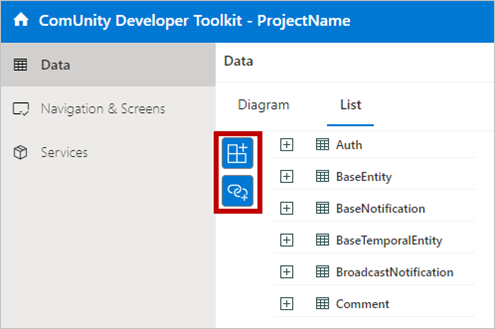 ComUnity Developer Toolkit - ProjectName
Data
Navigation & Screens
Services
Data
Diagram
List
Auth
BaseEntity
BaseNotification
BaseTemporalEntity
BroadcastNotification
Comment